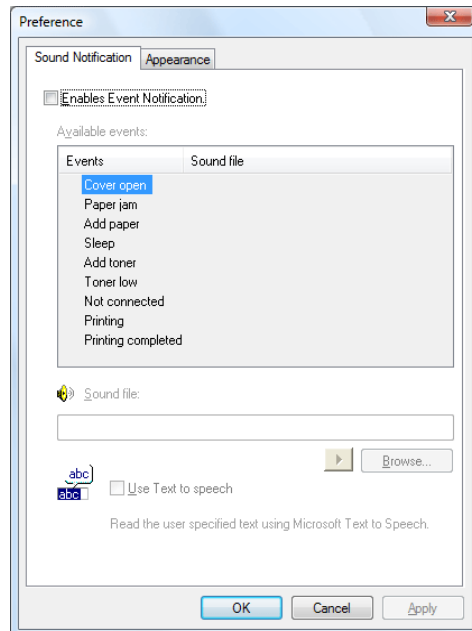 Preference
Sound Notification Appearance
Enables Event Notification.
Available events:
Events Sound file
Cover open
Paper jam
Add paper
Sleep
Add toner
Toner low
Not connected
Printing
Printing completed
Sound file:
Browse...
abc
abc
Use Text to speech
Read the user specified text using Microsoft Text to Speech.
OK Cancel Apply